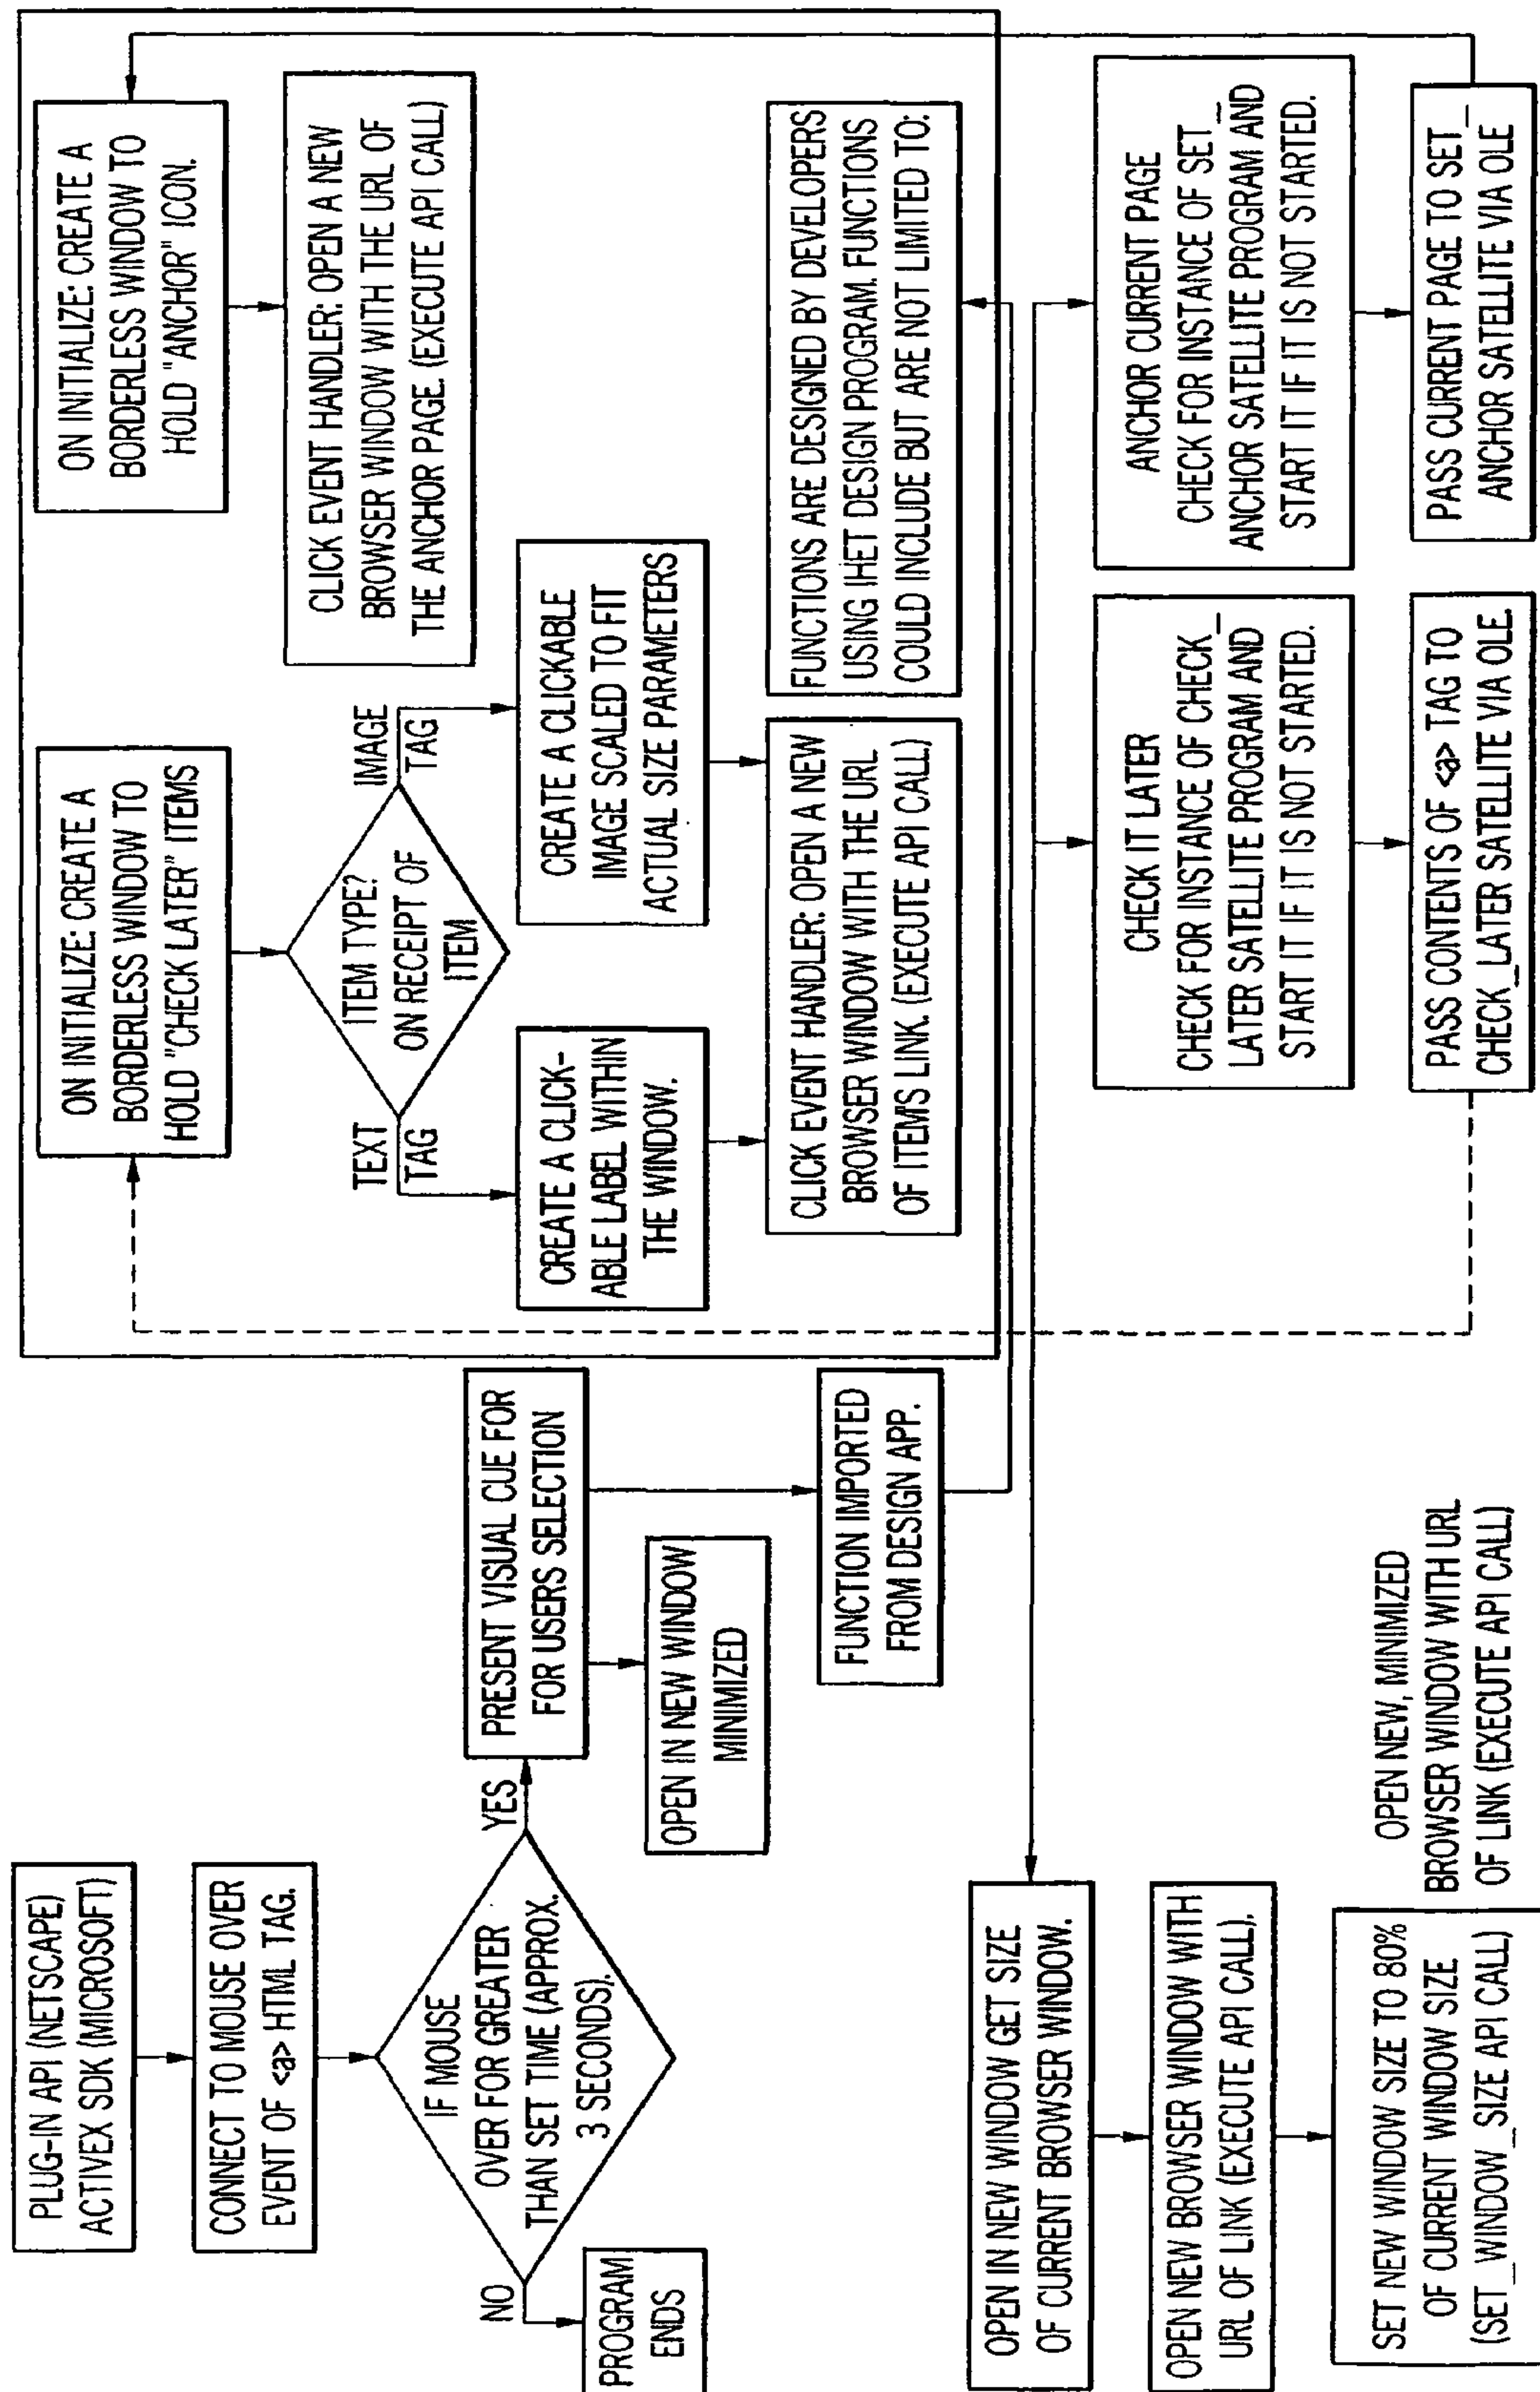 PLUG-IN API (NETSCAPE)
ACTIVEX SDK (MICROSOFT)
CONNECT TO MOUSE OVER
EVENT OF <a> HTML TAG.
IF MOUSE
OVER FOR GREATER
THAN SET TIME (APPROX.
3 SECONDS).
NO
YES
PROGRAM
ENDS
PRESENT VISUAL CUE FOR
FOR USERS SELECTION
OPEN IN NEW WINDOW
MINIMIZED
FUNCTION IMPORTED
FROM DESIGN APP.
ON INITIALIZE: CREATE A
BORDERLESS WINDOW TO
HOLD "CHECK LATER" ITEMS
ITEM TYPE?
ON RECEIPT OF
ITEM
TEXT
TAG
IMAGE
TAG
CREATE A CLICK-
ABLE LABEL WITHIN
THE WINDOW.
CREATE A CLICKABLE
IMAGE SCALED TO FIT
ACTUAL SIZE PARAMETERS
CLICK EVENT HANDLER: OPEN A NEW
BROWSER WINDOW WITH THE URL
OF ITEM'S LINK. (EXECUTE API CALL)
ON INITIALIZE: CREATE A
BORDERLESS WINDOW TO
HOLD "ANCHOR" ICON.
CLICK EVENT HANDLER: OPEN A NEW
BROWSER WINDOW WITH THE URL OF
THE ANCHOR PAGE. (EXECUTE API CALL)
FUNCTIONS ARE DESIGNED BY DEVELOPERS
USING IHET DESIGN PROGRAM. FUNCTIONS
COULD INCLUDE BUT ARE NOT LIMITED TO:
OPEN IN NEW WINDOW GET SIZE
OF CURRENT BROWSER WINDOW.
OPEN NEW BROWSER WINDOW WITH
URL OF LINK (EXECUTE API CALL).
SET NEW WINDOW SIZE TO 80%
OF CURRENT WINDOW SIZE
(SET_WINDOW_SIZE API CALL)
OPEN NEW, MINIMIZED
BROWSER WINDOW WITH URL
OF LINK (EXECUTE API CALL)
CHECK IT LATER
CHECK FOR INSTANCE OF CHECK_
LATER SATELLITE PROGRAM AND
START IF IT IS NOT STARTED.
PASS CONTENTS OF <a> TAG TO
CHECK_LATER SATELLITE VIA OLE.
ANCHOR CURRENT PAGE
CHECK FOR INSTANCE OF SET_
ANCHOR SATELLITE PROGRAM AND
START IF IT IS NOT STARTED.
PASS CURRENT PAGE TO SET_
ANCHOR SATELLITE VIA OLE